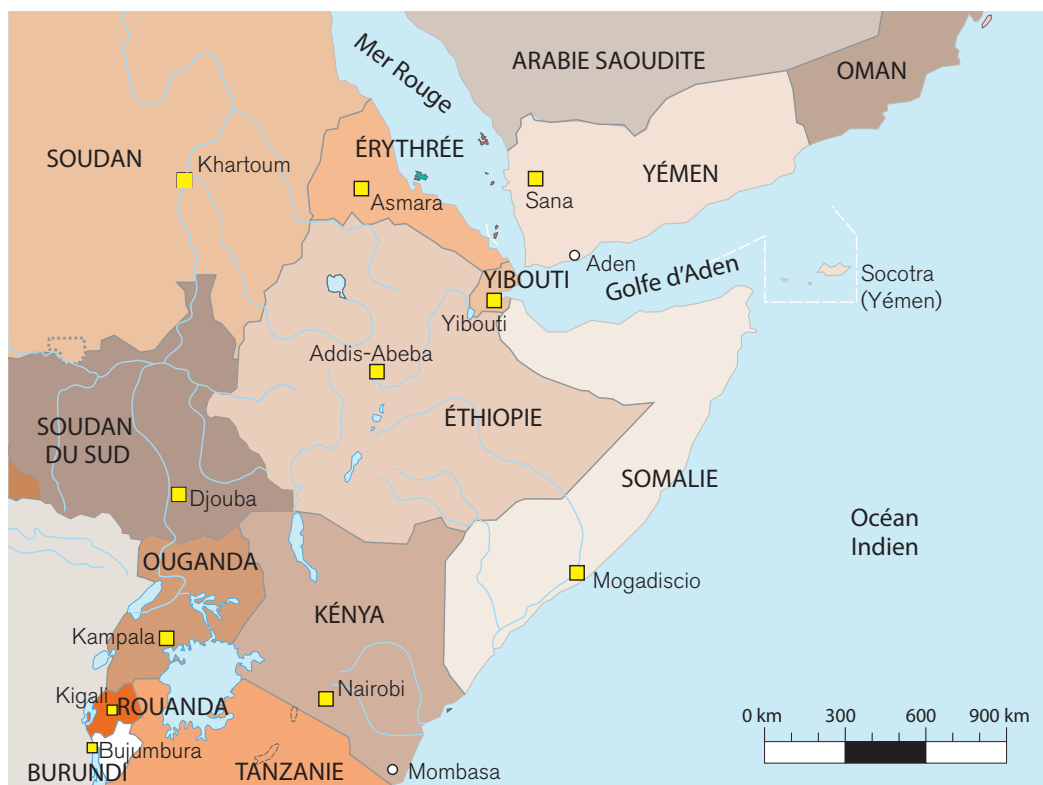 ARABIE SAOUDITE
OMAN
Mer Rouge
SOUDAN
Khartoum
ÉRYTHRÉE
Asmara
YÉMEN
Sana
Aden
Golfe d'Aden
Socotra
(Yémen)
YIBOUTI
Yibouti
Addis-Abeba
ÉTHIOPIE
SOUDAN
DU SUD
Djouba
SOMALIE
Océan
Indien
OUGANDA
Mogadiscio
KÉNYA
Kampala
Nairobi
Kigali
ROUANDA
Bujumbura
BURUNDI
TANZANIE
Mombasa
0 km 300 600 900 km